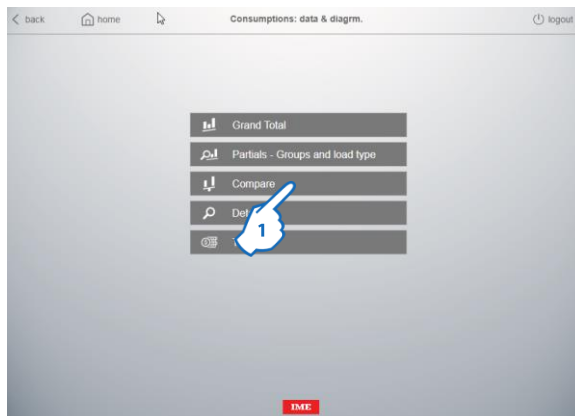 back home Consumptions: data & diagrm. logout
Grand Total
Partials - Groups and load type
Compare
1
IME